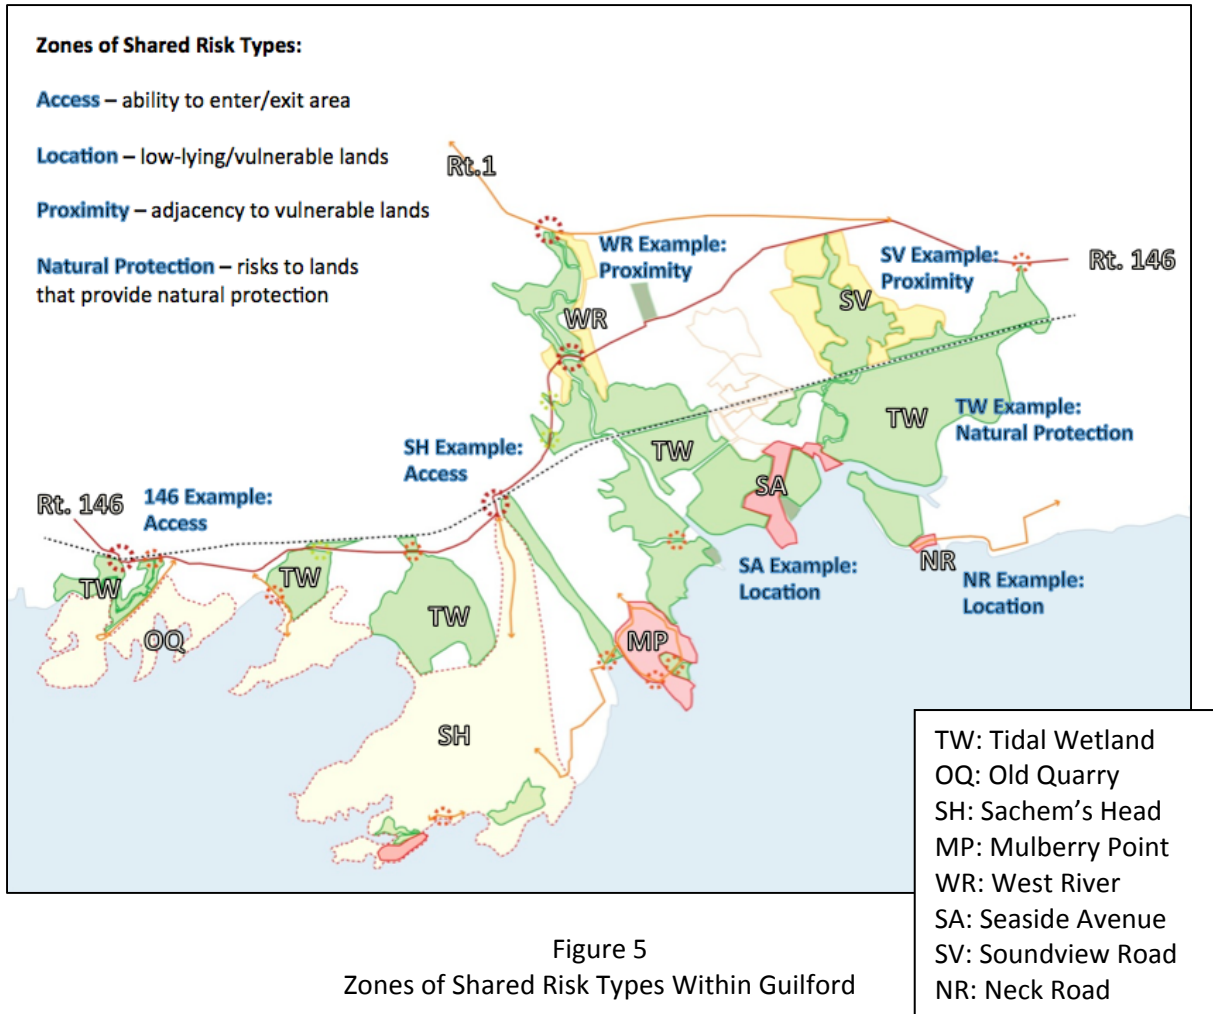 Zones of Shared Risk Types:
Access – ability to enter/exit area
Location – low-lying/vulnerable lands
Proximity – adjacency to vulnerable lands
Natural Protection – risks to lands
that provide natural protection
Rt.1
WR Example:
Proximity
SV Example:
Proximity
Rt. 146
SV
WR
TW
TW Example:
Natural Protection
SH Example:
Access
TW
SA
146 Example:
Access
Rt. 146
NR
SA Example:
Location
NR Example:
Location
TW
TW
TW
OQ
MP
SH
TW: Tidal Wetland
OQ: Old Quarry
SH: Sachem's Head
MP: Mulberry Point
WR: West River
SA: Seaside Avenue
SV: Soundview Road
NR: Neck Road
Figure 5
Zones of Shared Risk Types Within Guilford